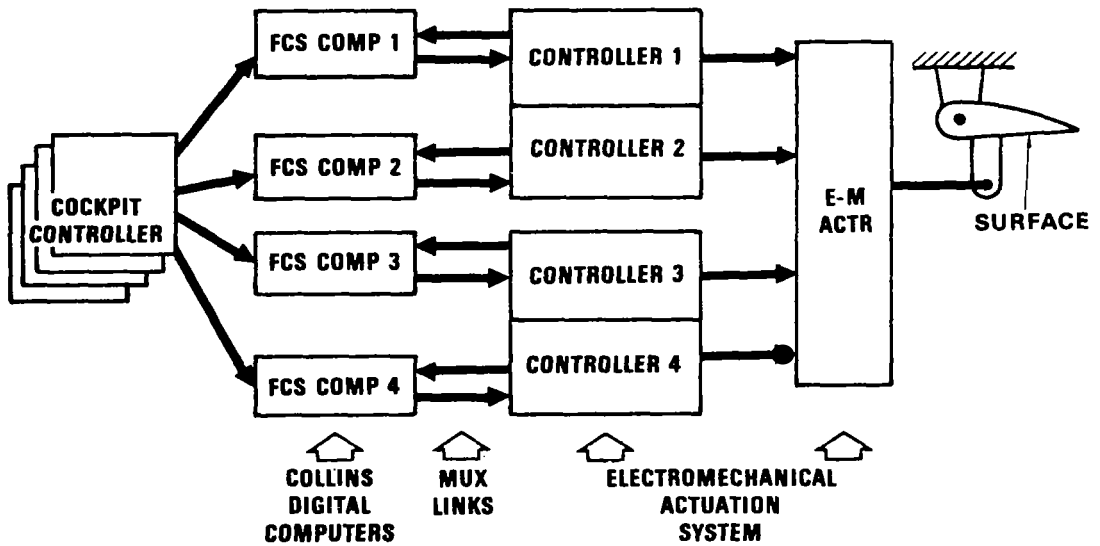 FCS COMP 1
CONTROLLER 1
FCS COMP 2
CONTROLLER 2
COCKPIT
CONTROLLER
E-M
ACTR
SURFACE
FCS COMP 3
CONTROLLER 3
FCS COMP 4
CONTROLLER 4
COLLINS
DIGITAL
COMPUTERS
MUX
LINKS
ELECTROMECHANICAL
ACTUATION
SYSTEM